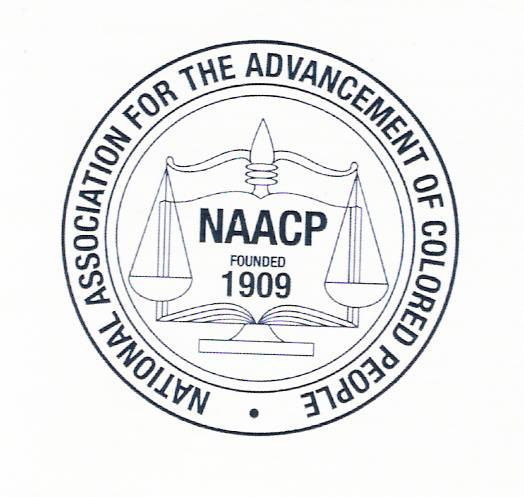 NATIONAL ASSOCIATION FOR THE ADVANCEMENT OF COLORED PEOPLE
NAACP
FOUNDED
1909